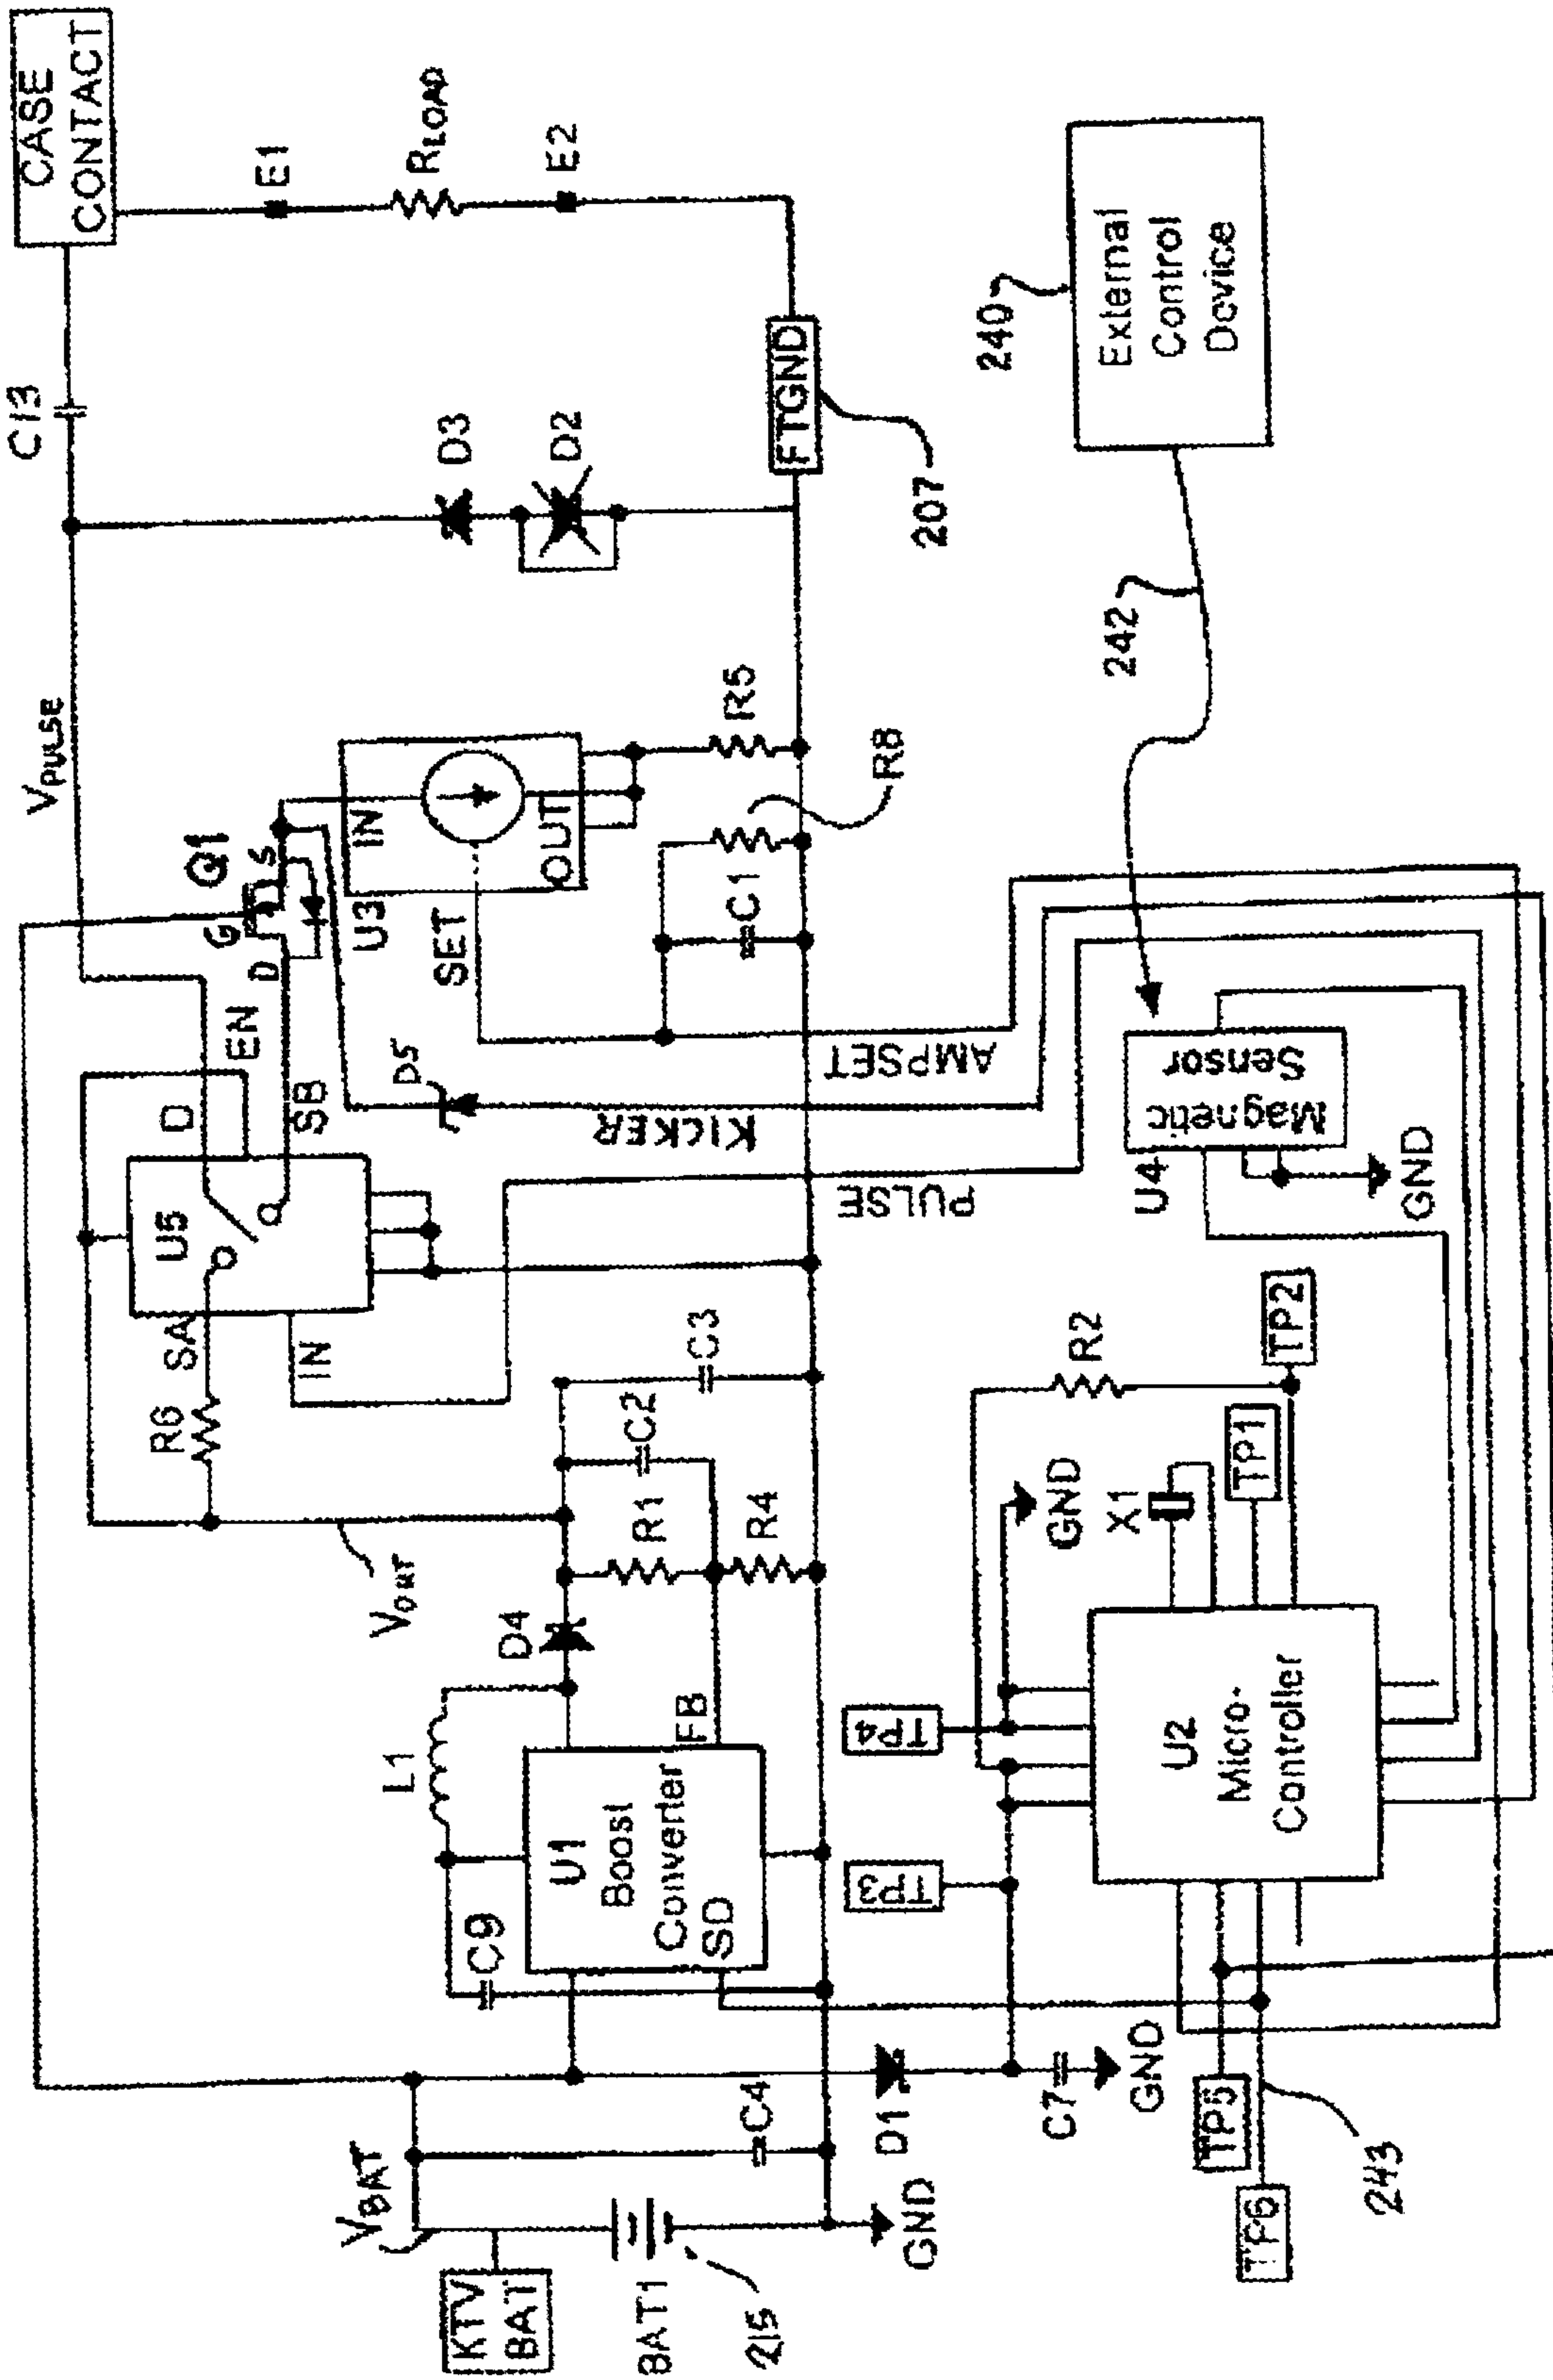 CASE
CONTACT
C13
E1
RLOAD
E2
VPULSE
D3
D2
FTGND
207
Q1
G
S
D
U3
IN
OUT
SET
R5
R8
C1
EN
D
SB
U5
SA
IN
R6
D5
KICKER
AMPSET
PULSE
VOUT
C3
C2
R1
R4
D4
L1
FB
U1
Boost
Converter
SD
C9
VBAT
KTV
BAT
BAT1
215
C4
GND
D1
C7
GND
240
External
Control
Device
242
U4
Magnetic
Sensor
GND
R2
TP2
TP1
X1
GND
TP4
TP3
U2
Micro-
Controller
TP5
TP6
243